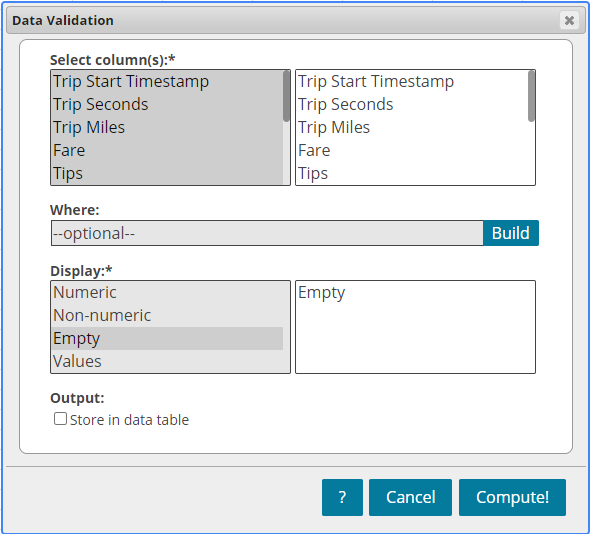 Data Validation
Select column(s):*
Trip Start Timestamp
Trip Seconds
Trip Miles
Fare
Tips
Trip Start Timestamp
Trip Seconds
Trip Miles
Fare
Tips
Where:
--optional--
Build
Display:*
Numeric
Non-numeric
Empty
Values
Empty
Output:
Store in data table
?
Cancel
Compute!